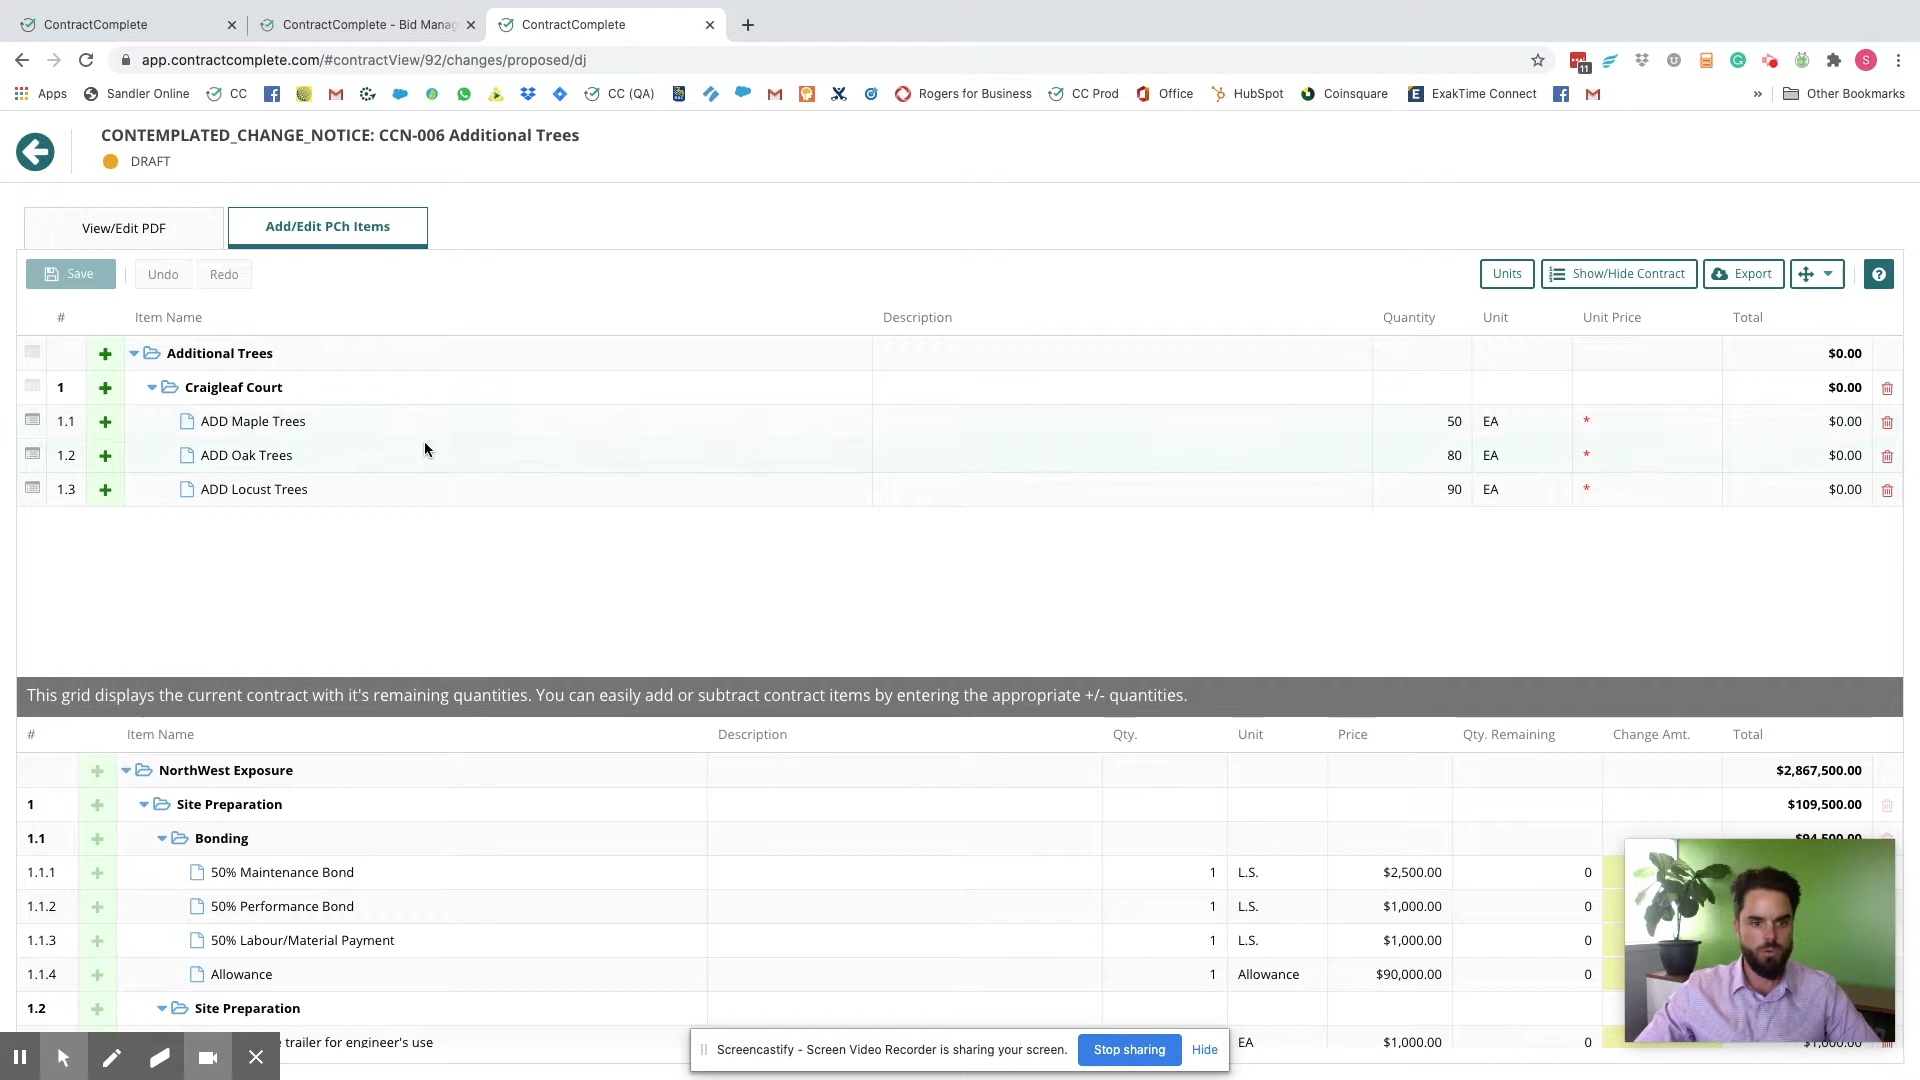 ContractComplete
ContractComplete - Bid Manag
ContractComplete
app.contractcomplete.com/#contractView/92/changes/proposed/dj
11
S
Apps
Sandler Online
CC
CC (QA)
Rogers for Business
CC Prod
Office
HubSpot
Coinsquare
ExakTime Connect
»
Other Bookmarks
CONTEMPLATED_CHANGE_NOTICE: CCN-006 Additional Trees
DRAFT
View/Edit PDF
Add/Edit PCh Items
Save
Undo
Redo
Units
Show/Hide Contract
Export
?
# Item Name Description Quantity Unit Unit Price Total
Additional Trees $0.00
1 Craigleaf Court $0.00
1.1 ADD Maple Trees 50 EA * $0.00
1.2 ADD Oak Trees 80 EA * $0.00
1.3 ADD Locust Trees 90 EA * $0.00
This grid displays the current contract with it's remaining quantities. You can easily add or subtract contract items by entering the appropriate +/- quantities.
# Item Name Description Qty. Unit Price Qty. Remaining Change Amt. Total
NorthWest Exposure $2,867,500.00
1 Site Preparation $109,500.00
1.1 Bonding $94,500.00
1.1.1 50% Maintenance Bond 1 L.S. $2,500.00 0
1.1.2 50% Performance Bond 1 L.S. $1,000.00 0
1.1.3 50% Labour/Material Payment 1 L.S. $1,000.00 0
1.1.4 Allowance 1 Allowance $90,000.00 0
1.2 Site Preparation
trailer for engineer's use EA $1,000.00 0 $1,000.00
Screencastify - Screen Video Recorder is sharing your screen.
Stop sharing
Hide